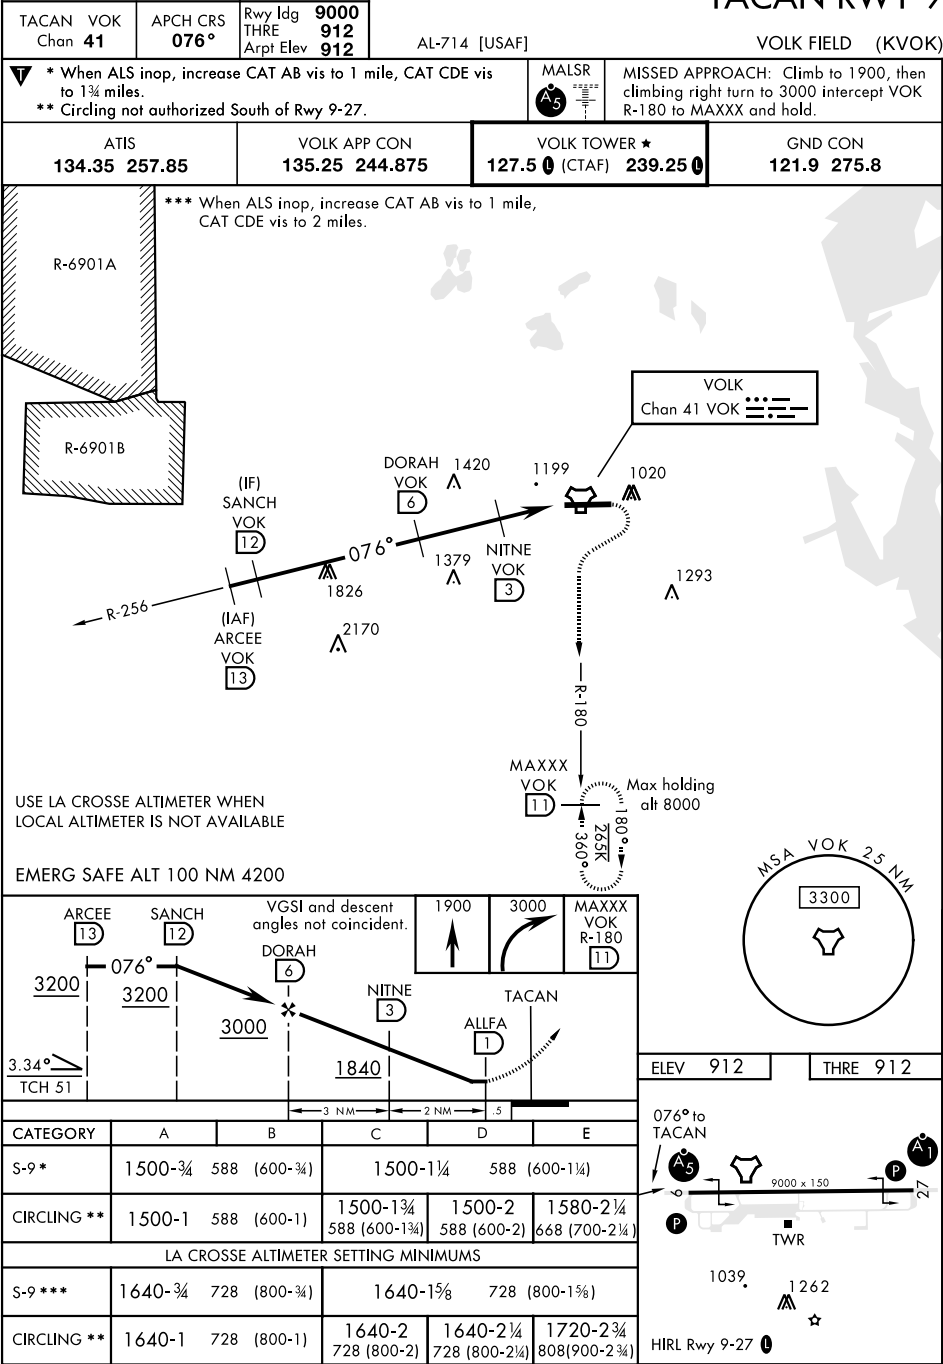 TACAN RWY 9
TACAN VOK
Chan 41
APCH CRS
076°
Rwy ldg 9000
THRE 912
Arpt Elev 912
AL-714 [USAF]
VOLK FIELD (KVOK)
T
* When ALS inop, increase CAT AB vis to 1 mile, CAT CDE vis
to 1¾ miles.
** Circling not authorized South of Rwy 9-27.
MALSR
A5
MISSED APPROACH: Climb to 1900, then
climbing right turn to 3000 intercept VOK
R-180 to MAXXX and hold.
ATIS
134.35 257.85
VOLK APP CON
135.25 244.875
VOLK TOWER ★
127.5 L (CTAF) 239.25 L
GND CON
121.9 275.8
*** When ALS inop, increase CAT AB vis to 1 mile,
CAT CDE vis to 2 miles.
R-6901A
R-6901B
VOLK
Chan 41 VOK
(IF)
SANCH
VOK
12
DORAH
VOK
6
1420
1199
1020
076°
NITNE
VOK
3
1379
1826
1293
R-256
(IAF)
ARCEE
VOK
13
2170
R-180
MAXXX
VOK
11
Max holding
alt 8000
360°
265K
180°
USE LA CROSSE ALTIMETER WHEN
LOCAL ALTIMETER IS NOT AVAILABLE
EMERG SAFE ALT 100 NM 4200
MSA VOK 25 NM
3300
ARCEE
13
SANCH
12
VGSI and descent
angles not coincident.
DORAH
6
1900
3000
MAXXX
VOK
R-180
11
076°
3200
3200
3000
NITNE
3
1840
ALLFA
1
TACAN
3.34°
TCH 51
3 NM
2 NM
.5
ELEV 912
THRE 912
076° to
TACAN
A5
A1
P
P
9
9000 x 150
27
TWR
1039
1262
HIRL Rwy 9-27 L
CATEGORY A B C D E
S-9 * 1500-¾ 588 (600-¾) 1500-1¼ 588 (600-1¼)
CIRCLING ** 1500-1 588 (600-1) 1500-1¾ 588 (600-1¾) 1500-2 588 (600-2) 1580-2¼ 668 (700-2¼)
LA CROSSE ALTIMETER SETTING MINIMUMS
S-9 *** 1640-¾ 728 (800-¾) 1640-1⅝ 728 (800-1⅝)
CIRCLING ** 1640-1 728 (800-1) 1640-2 728 (800-2) 1640-2¼ 728 (800-2¼) 1720-2¾ 808(900-2¾)